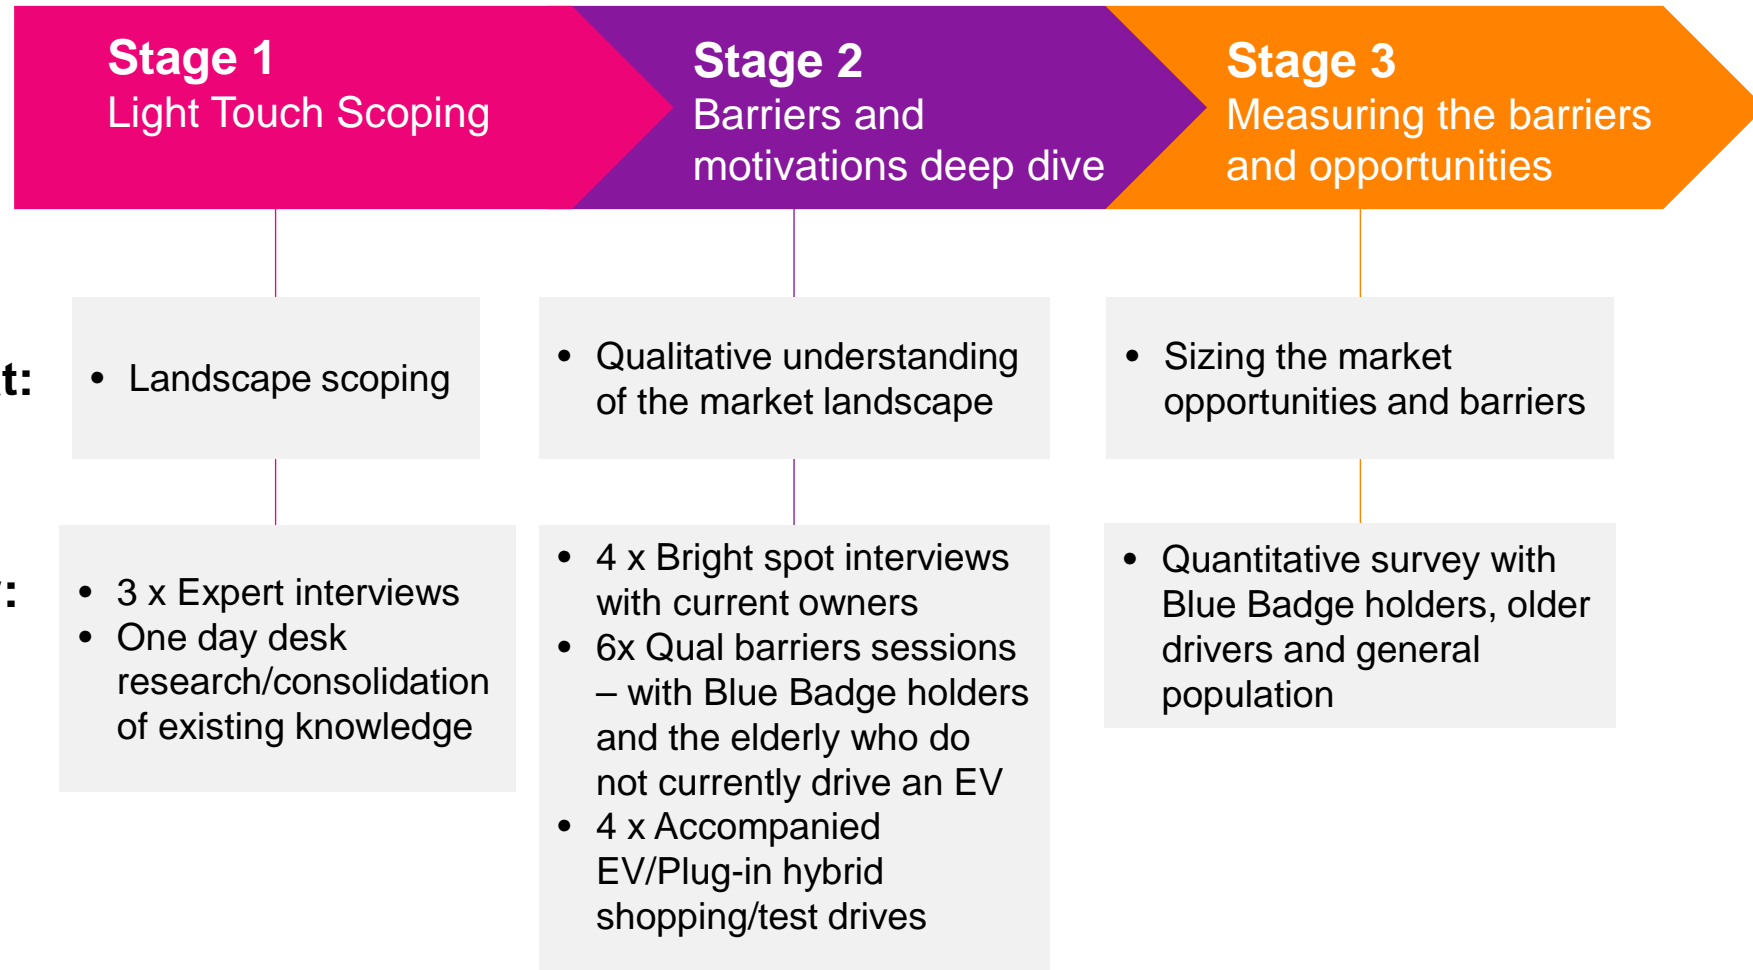 Stage 1
Light Touch Scoping
Stage 2
Barriers and
motivations deep dive
Stage 3
Measuring the barriers
and opportunities
t:
• Landscape scoping
• Qualitative understanding
of the market landscape
• Sizing the market
opportunities and barriers
:
• 3 x Expert interviews
• One day desk
research/consolidation
of existing knowledge
• 4 x Bright spot interviews
with current owners
• 6x Qual barriers sessions
– with Blue Badge holders
and the elderly who do
not currently drive an EV
• 4 x Accompanied
EV/Plug-in hybrid
shopping/test drives
• Quantitative survey with
Blue Badge holders, older
drivers and general
population